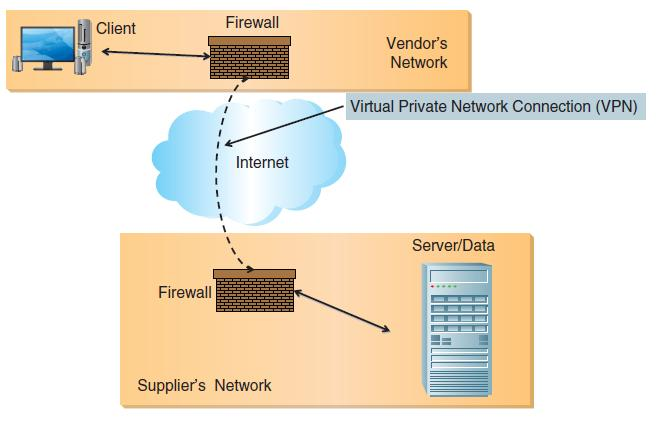 Client
Firewall
Vendor's
Network
Virtual Private Network Connection (VPN)
Internet
Server/Data
Firewall
Supplier's Network